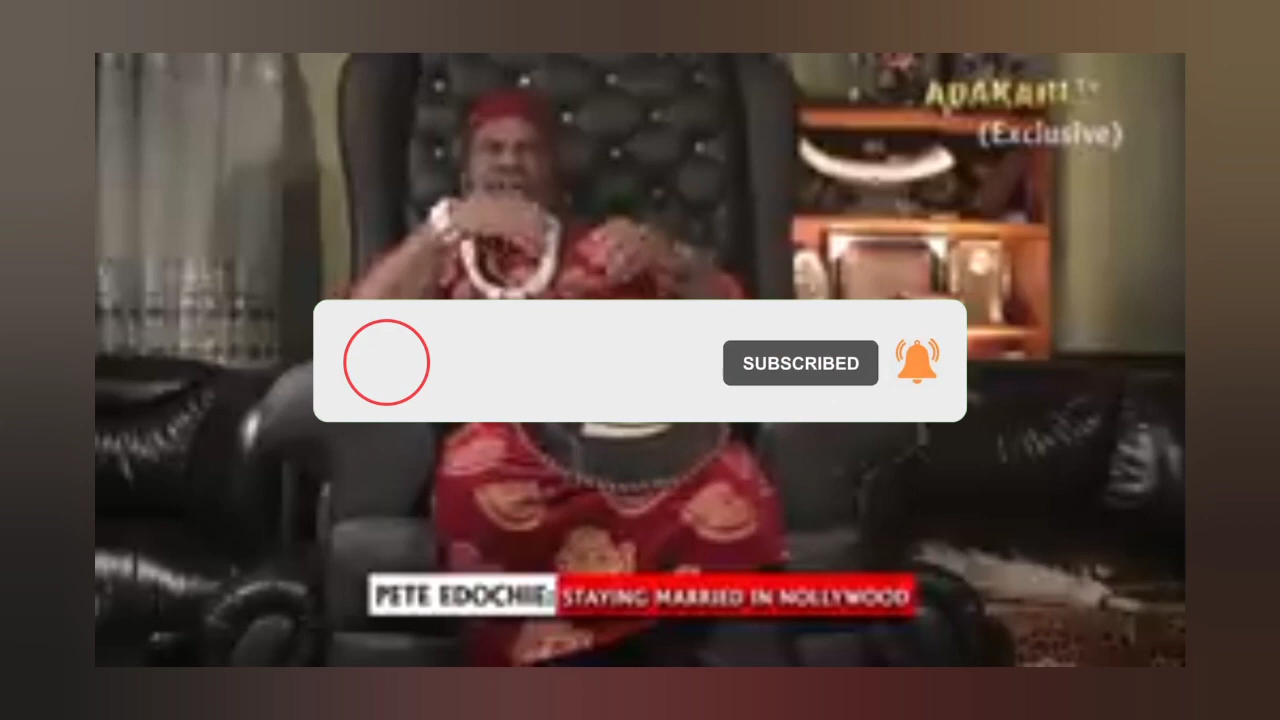 (Exclusive)
SUBSCRIBED
PETE EDOCHIE: STAYING MARRIED IN NOLLYWOOD